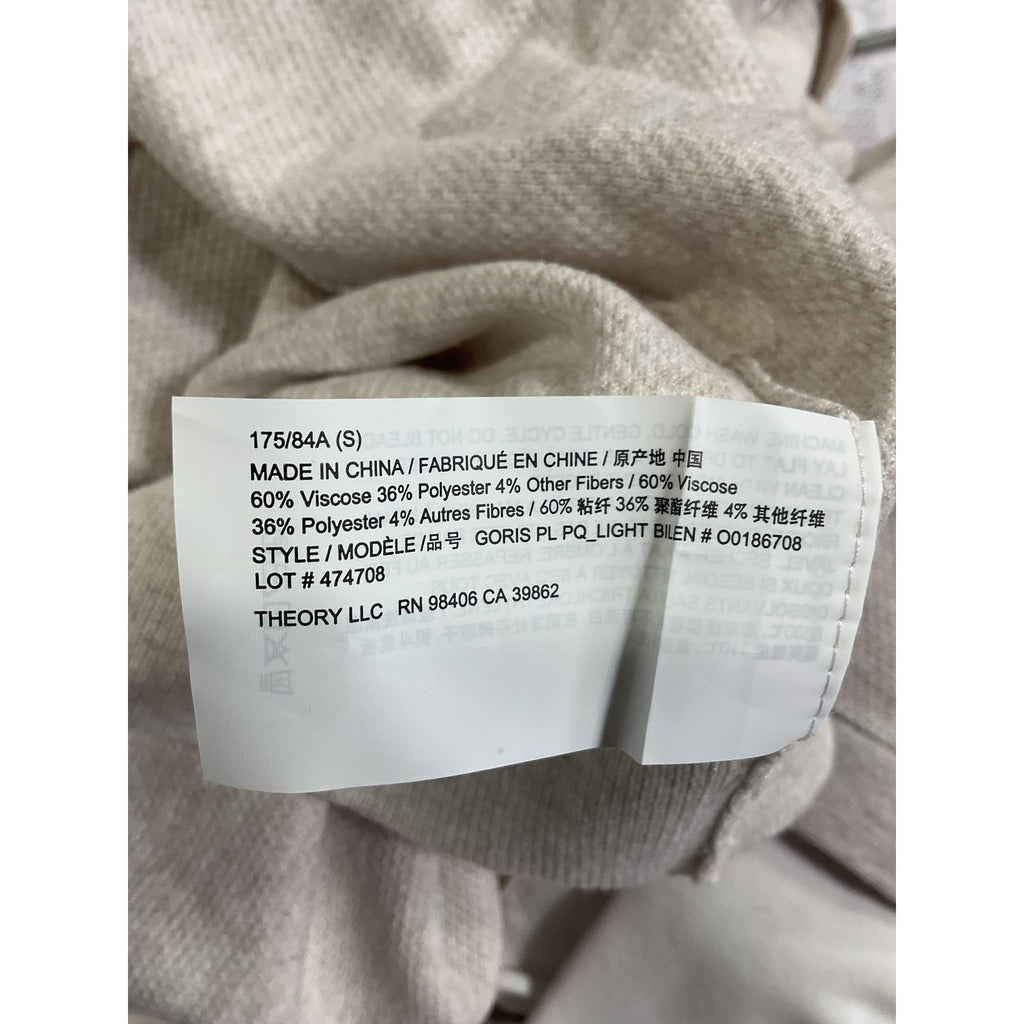 175/84A (S)
MADE IN CHINA / FABRIQUÉ EN CHINE / 原产地 中国
60% Viscose 36% Polyester 4% Other Fibers / 60% Viscose
36% Polyester 4% Autres Fibres / 60% 粘纤 36% 聚酯纤维 4% 其他纤维
STYLE / MODÈLE /品号 GORIS PL PQ_LIGHT BILEN # O0186708
LOT # 474708
THEORY LLC RN 98406 CA 39862